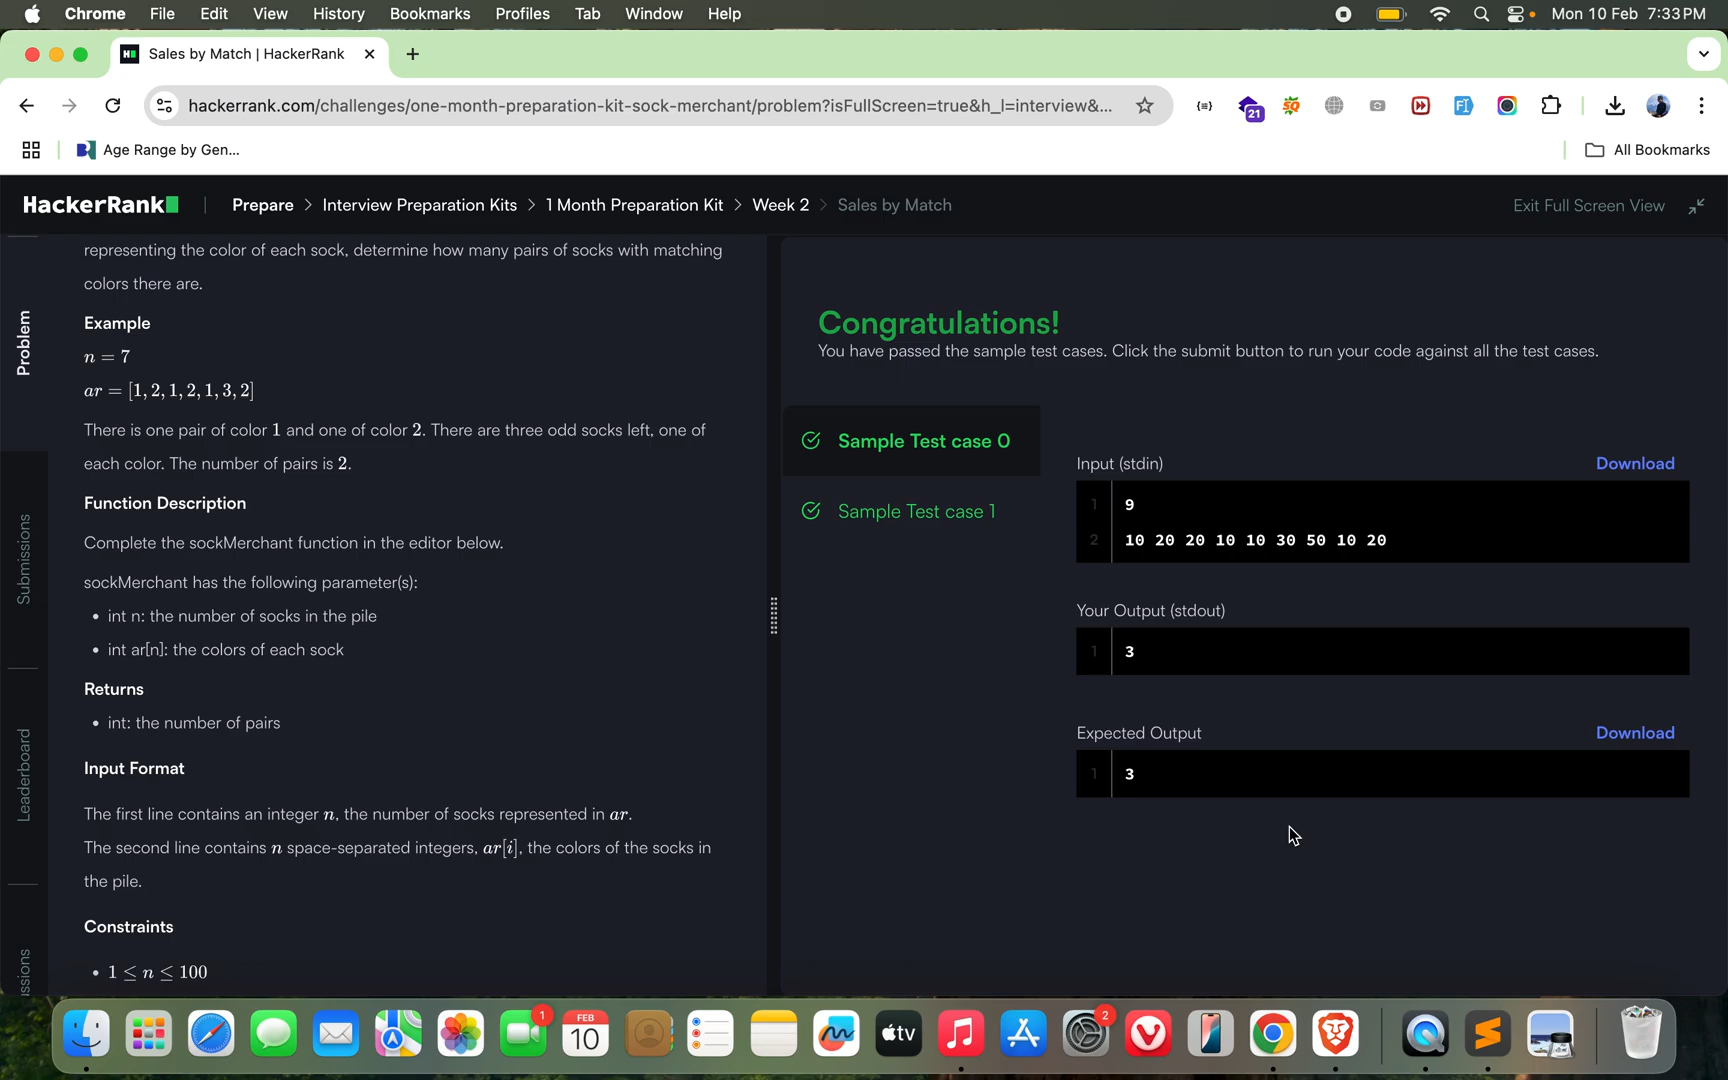 Chrome File Edit View History Bookmarks Profiles Tab Window Help Mon 10 Feb 7:33 PM
Sales by Match | HackerRank
hackerrank.com/challenges/one-month-preparation-kit-sock-merchant/problem?isFullScreen=true&h_l=interview&... 21
Age Range by Gen... All Bookmarks
HackerRank Prepare > Interview Preparation Kits > 1 Month Preparation Kit > Week 2 > Sales by Match Exit Full Screen View
Problem
Submissions
Leaderboard
ussions
representing the color of each sock, determine how many pairs of socks with matching
colors there are.
Example
n = 7
ar = [1, 2, 1, 2, 1, 3, 2]
There is one pair of color 1 and one of color 2. There are three odd socks left, one of
each color. The number of pairs is 2.
Function Description
Complete the sockMerchant function in the editor below.
sockMerchant has the following parameter(s):
• int n: the number of socks in the pile
• int ar[n]: the colors of each sock
Returns
• int: the number of pairs
Input Format
The first line contains an integer n, the number of socks represented in ar.
The second line contains n space-separated integers, ar[i], the colors of the socks in
the pile.
Constraints
• 1 ≤ n ≤ 100
Congratulations!
You have passed the sample test cases. Click the submit button to run your code against all the test cases.
Sample Test case 0
Sample Test case 1
Input (stdin) Download
1 9
2 10 20 20 10 10 30 50 10 20
Your Output (stdout)
1 3
Expected Output Download
1 3
1 FEB 10 tv 2